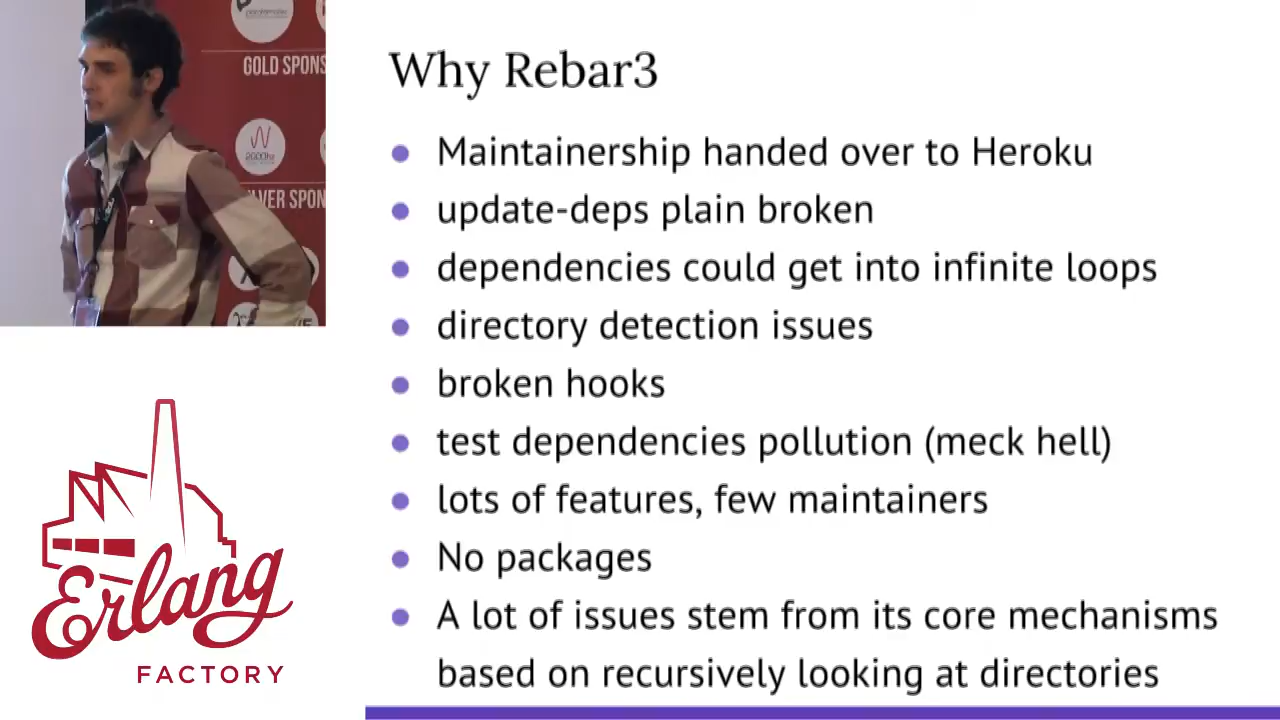 GOLD SPONS
2000hz
LVER SPON
Erlang
FACTORY
Why Rebar3
Maintainership handed over to Heroku
update-deps plain broken
dependencies could get into infinite loops
directory detection issues
broken hooks
test dependencies pollution (meck hell)
lots of features, few maintainers
No packages
A lot of issues stem from its core mechanisms
based on recursively looking at directories